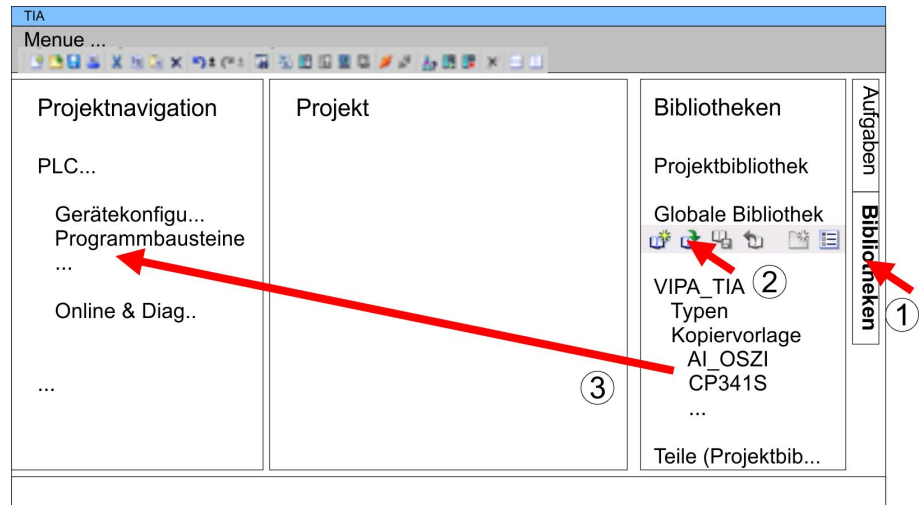 TIA
Menue ...
Projektnavigation
PLC...
Gerätekonfigu...
Programmbausteine
...
Online & Diag..
...
Projekt
3
Bibliotheken
Projektbibliothek
Globale Bibliothek
2
VIPA_TIA
Typen
Kopiervorlage
AI_OSZI
CP341S
...
Teile (Projektbib...
Aufgaben
Bibliotheken
1